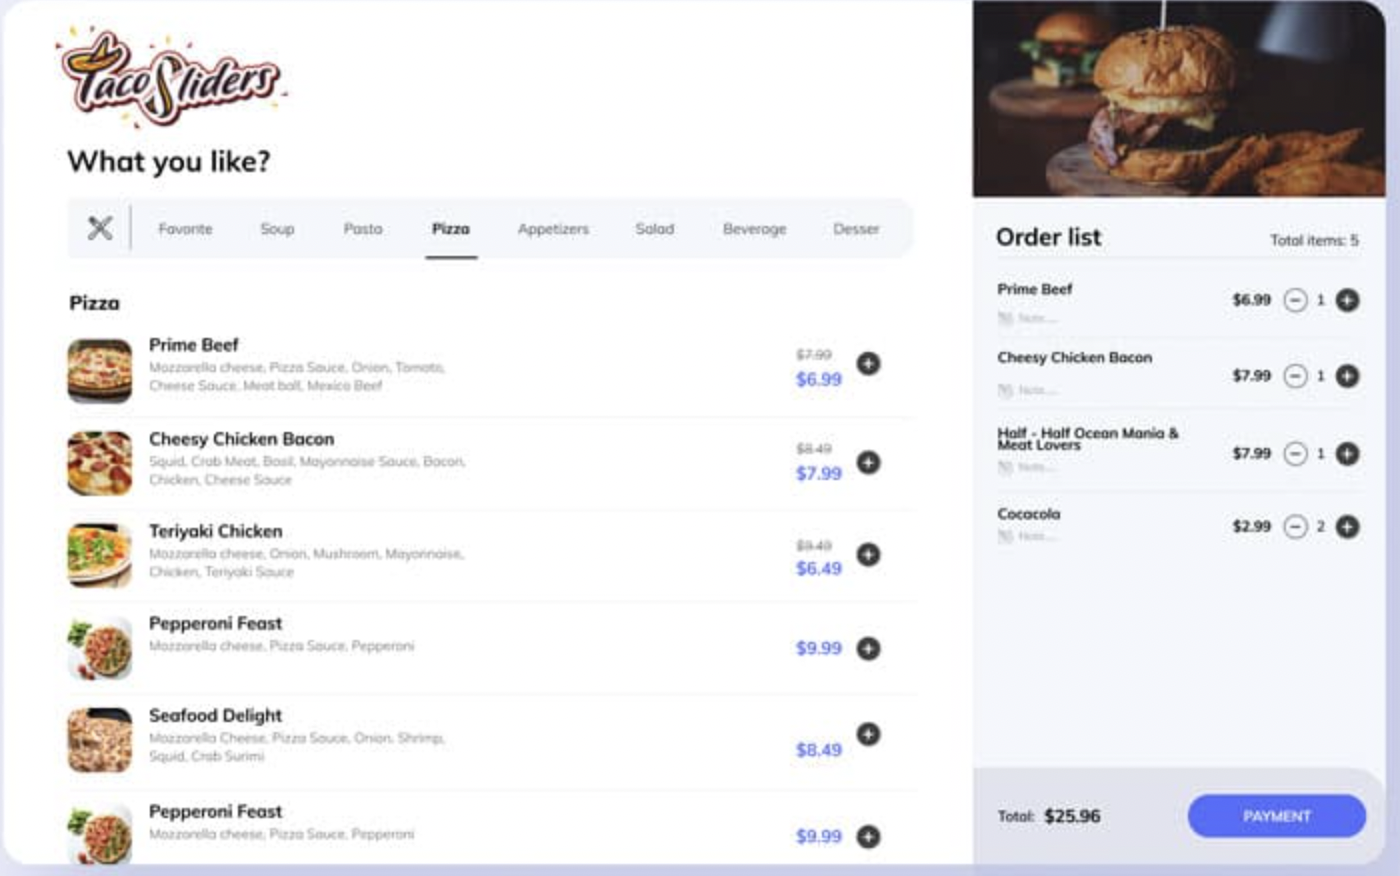 Taco Sliders
What you like?
Favorite Soup Pasta Pizza Appetizers Salad Beverage Desser
Pizza
Prime Beef
Mozzarella cheese, Pizza Sauce, Onion, Tomato,
Cheese Sauce, Meat ball, Mexico Beef
$7.99
$6.99
Cheesy Chicken Bacon
Squid, Crab Meat, Basil, Mayonnaise Sauce, Bacon,
Chicken, Cheese Sauce
$8.49
$7.99
Teriyaki Chicken
Mozzarella cheese, Onion, Mushroom, Mayonnaise,
Chicken, Teriyaki Sauce
$9.49
$6.49
Pepperoni Feast
Mozzarella cheese, Pizza Sauce, Pepperoni
$9.99
Seafood Delight
Mozzarella Cheese, Pizza Sauce, Onion, Shrimp,
Squid, Crab Surimi
$8.49
Pepperoni Feast
Mozzarella cheese, Pizza Sauce, Pepperoni
$9.99
Order list
Total items: 5
Prime Beef
Note...
$6.99 1
Cheesy Chicken Bacon
Note...
$7.99 1
Half - Half Ocean Mania &
Meat Lovers
Note...
$7.99 1
Cocacola
Note...
$2.99 2
Total: $25.96
PAYMENT